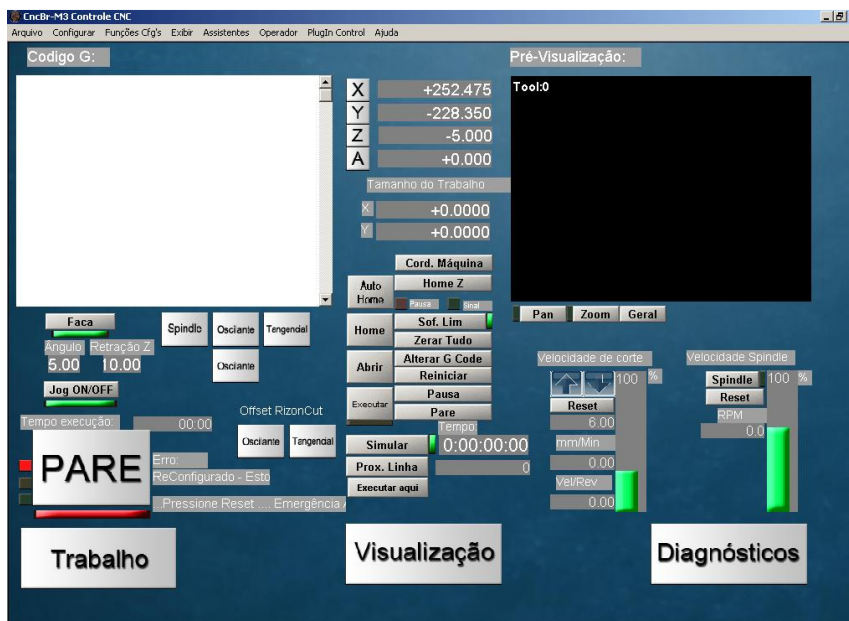 CncBr-M3 Controle CNC
Arquivo Configurar Funções Cfg's Exibir Assistentes Operador PlugIn Control Ajuda
Codigo G:
Pré-Visualização:
X +252.475
Y -228.350
Z -5.000
A +0.000
Tool:0
Tamanho do Trabalho
X +0.0000
Y +0.0000
Cord. Máquina
Auto Home
Home Z
Pausa Sinal
Home
Sof. Lim
Zerar Tudo
Abrir
Alterar G Code
Reiniciar
Executar
Pausa
Pare
Tempo
Simular 0:00:00:00
Prox. Linha 0
Executar aqui
Faca
Ângulo Retração Z
5.00 10.00
Jog ON/OFF
Spindle Osciante Tengencial
Osciante
Offset RizonCut
Osciante Tangencial
Tempo execução: 00:00
PARE
Erro:
ReConfigurado - Esto
...Pressione Reset .... Emergência
Pan Zoom Geral
Velocidade de corte
100 %
Reset
6.00
mm/Min
0.00
Vel/Rev
0.00
Velocidade Spindle
Spindle 100 %
Reset
RPM
0.0
Trabalho
Visualização
Diagnósticos